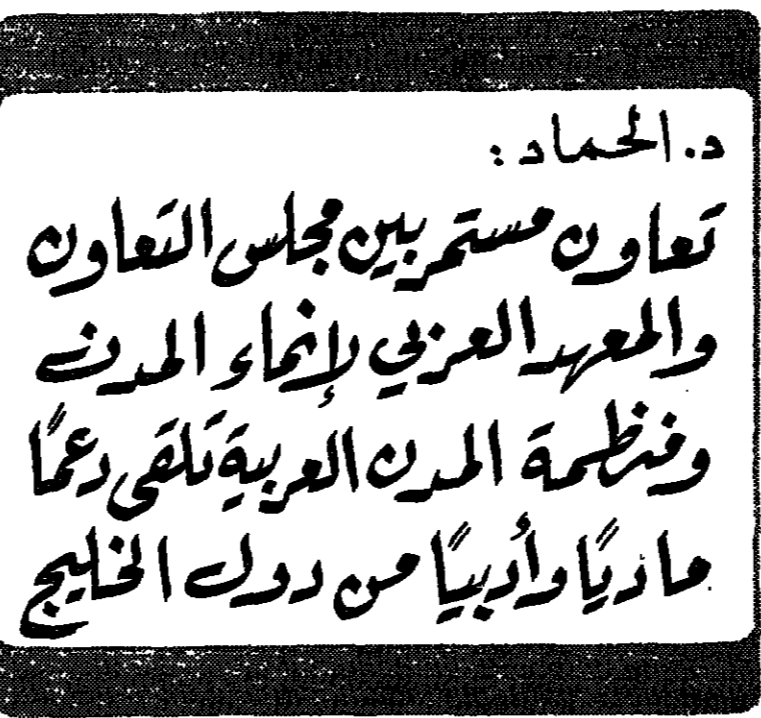 د. الحماد :
تعاون مستمر بين مجلس التعاون
والمعهد العربي لإنماء المدن
ومنظمة المدن العربية تلقى دعمًا
ماديًا وأدبيًا من دول الخليج